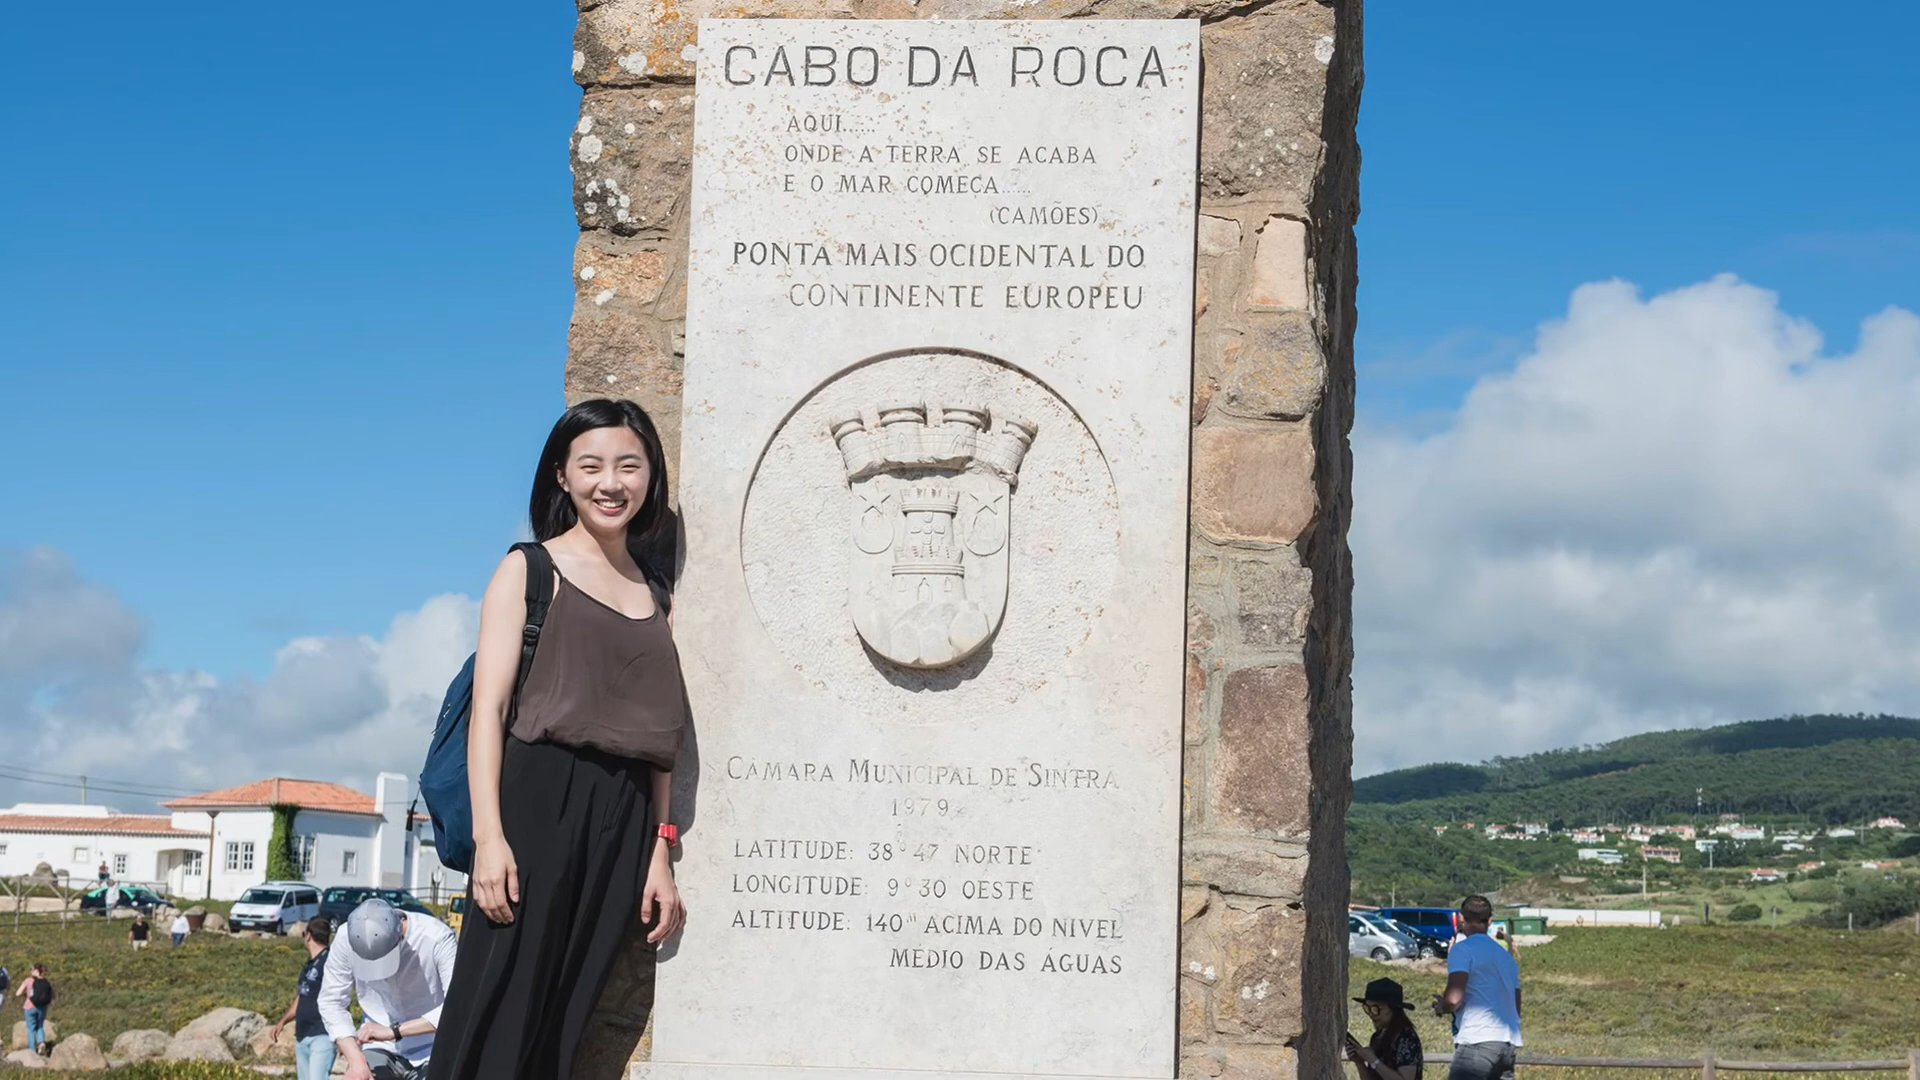 CABO DA ROCA
AQUI......
ONDE A TERRA SE ACABA
E O MAR COMEÇA......
(CAMÕES)
PONTA MAIS OCIDENTAL DO
CONTINENTE EUROPEU
CÂMARA MUNICIPAL DE SINTRA
1979
LATITUDE: 38° 47 NORTE
LONGITUDE: 9° 30 OESTE
ALTITUDE: 140ᵐ ACIMA DO NIVEL
MÉDIO DAS ÁGUAS